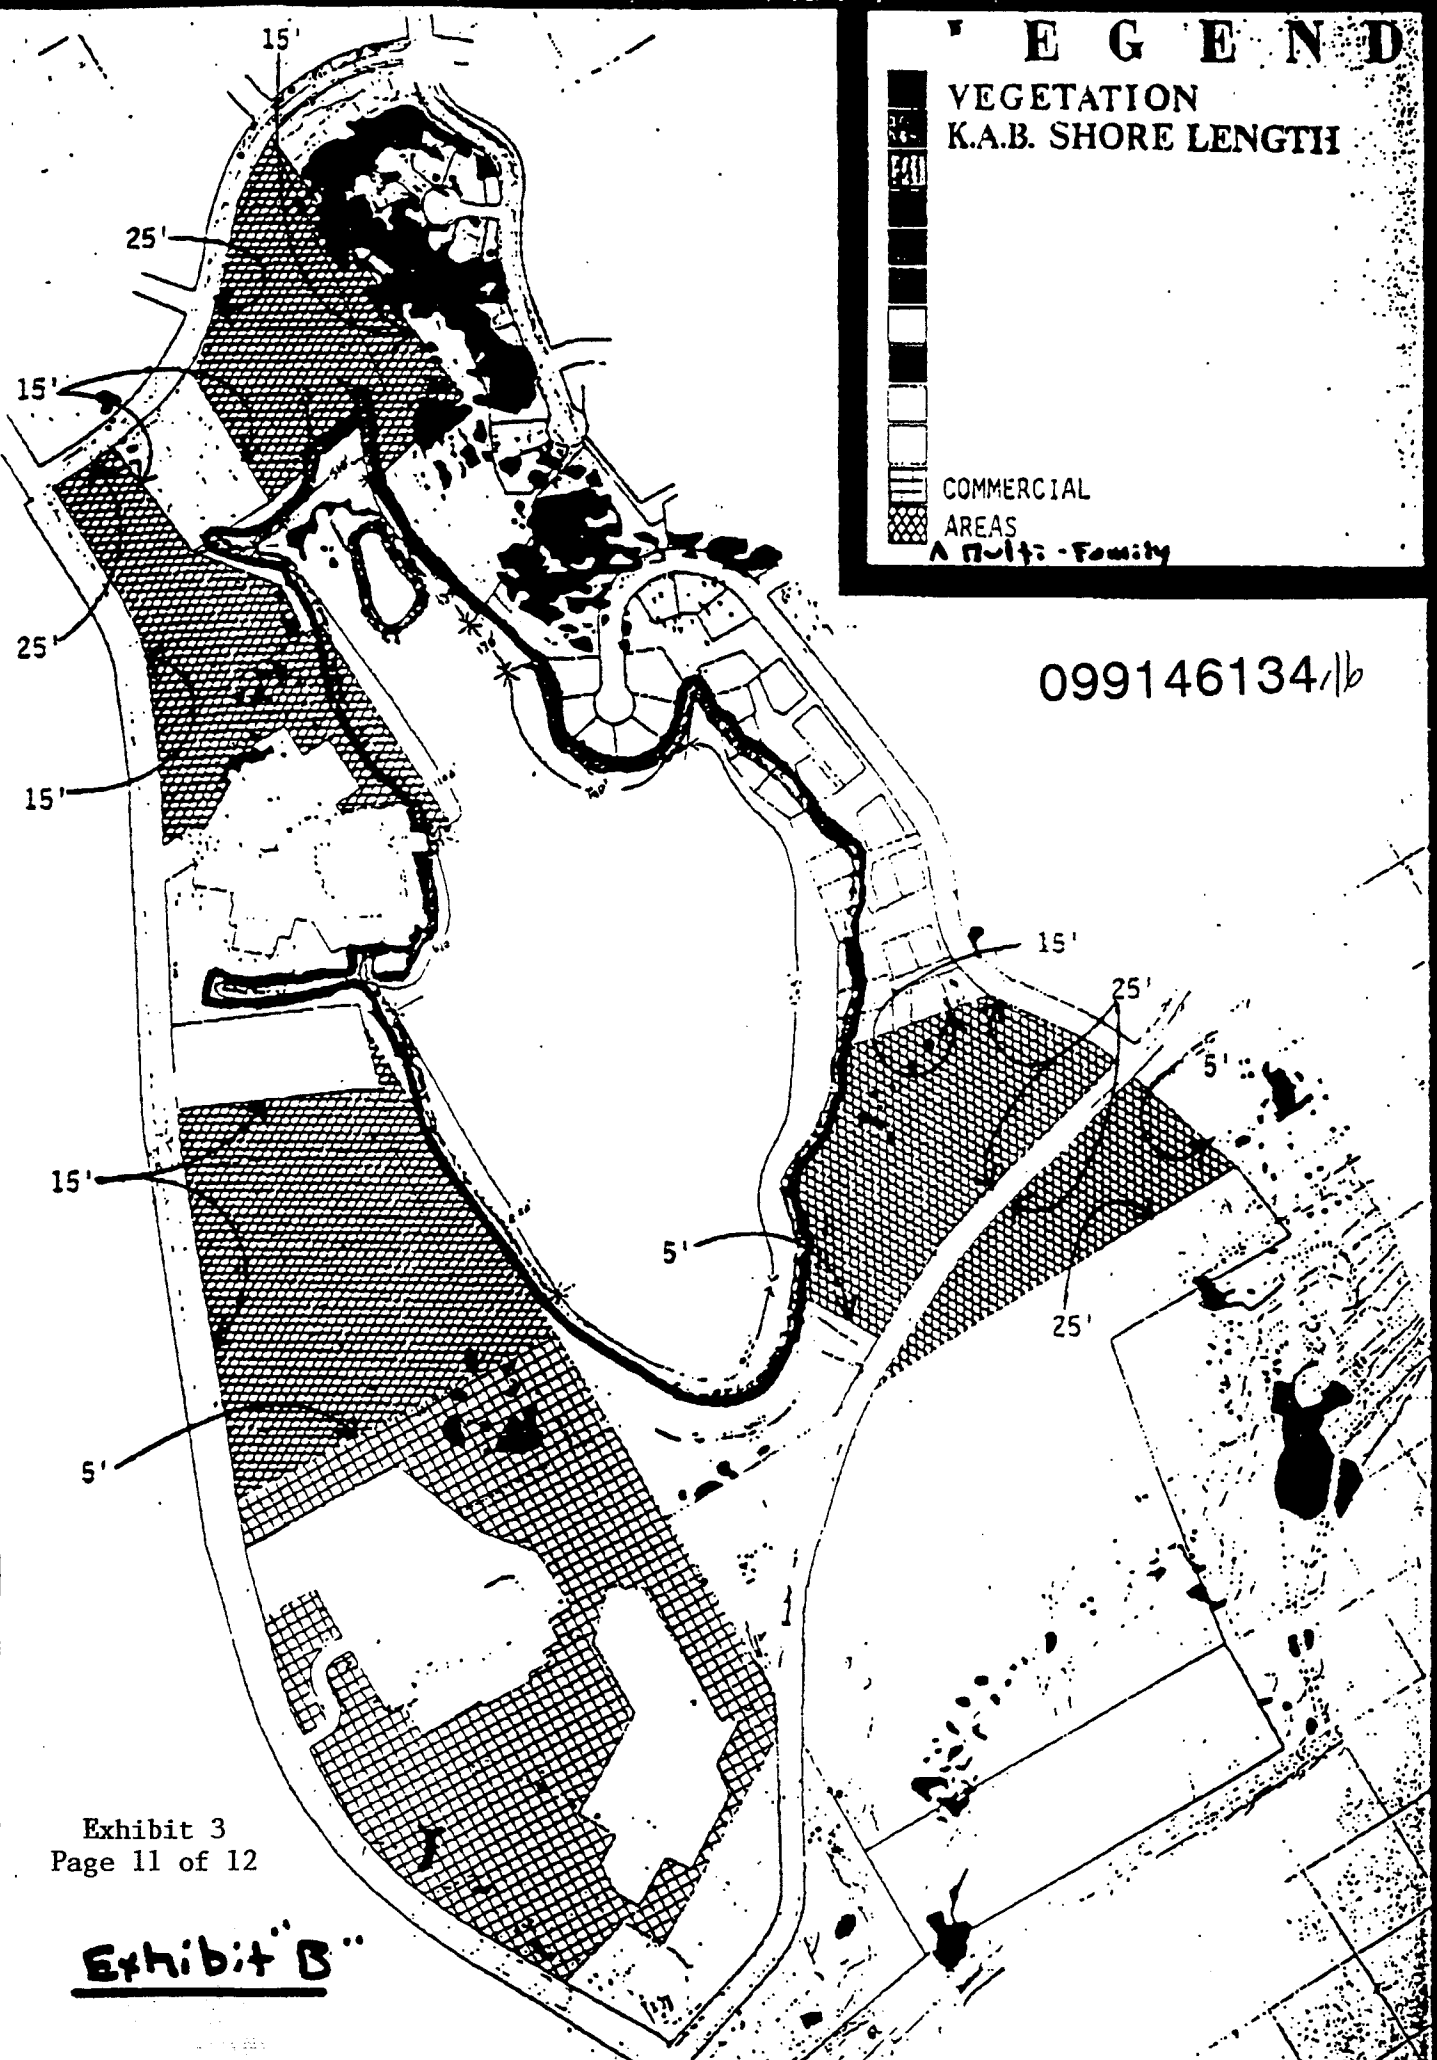 15'
E G E N D
VEGETATION
K.A.B. SHORE LENGTH
25'
15'
COMMERCIAL
AREAS
^ Multi-Family
25'
099146134
15'
15'
25'
5'
15'
5'
25'
5'
Exhibit 3
Page 11 of 12
Exhibit "B"